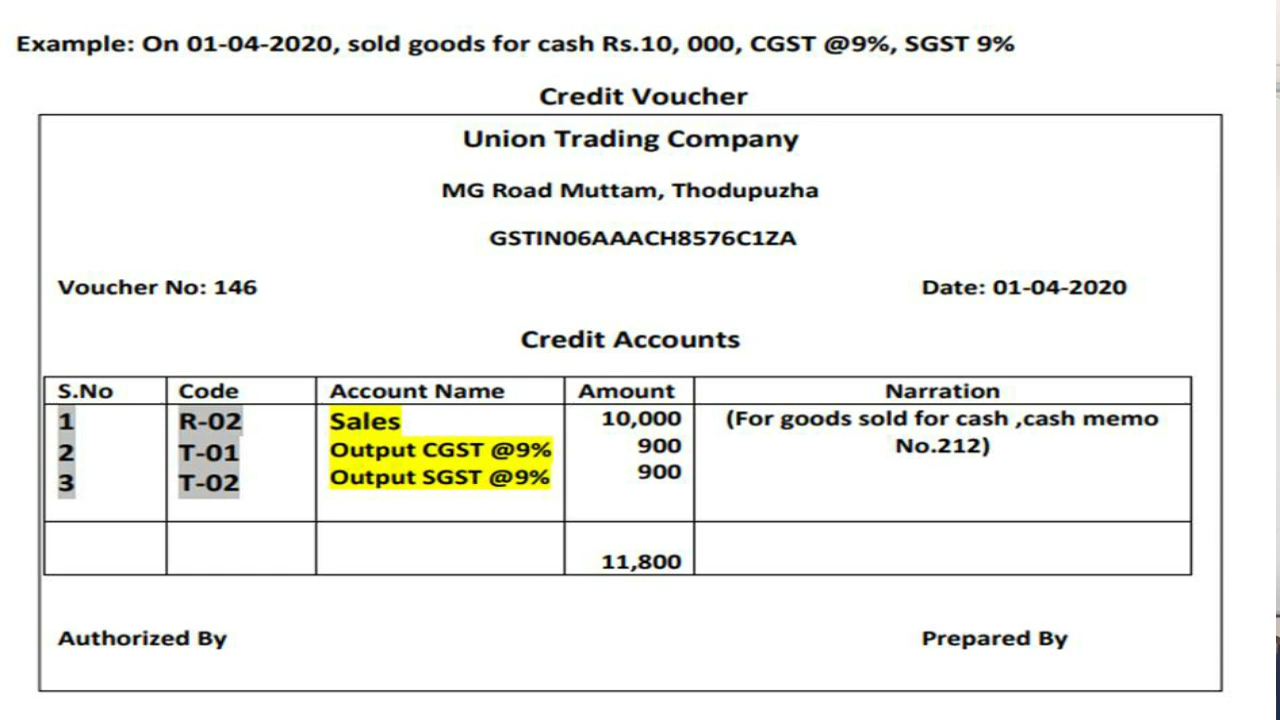 Example: On 01-04-2020, sold goods for cash Rs.10, 000, CGST @9%, SGST 9%
Credit Voucher
Union Trading Company
MG Road Muttam, Thodupuzha
GSTIN06AAACH8576C1ZA
Voucher No: 146 Date: 01-04-2020
Credit Accounts
S.No Code Account Name Amount Narration
1 R-02 Sales 10,000 (For goods sold for cash ,cash memo
2 T-01 Output CGST @9% 900 No.212)
3 T-02 Output SGST @9% 900
11,800
Authorized By Prepared By